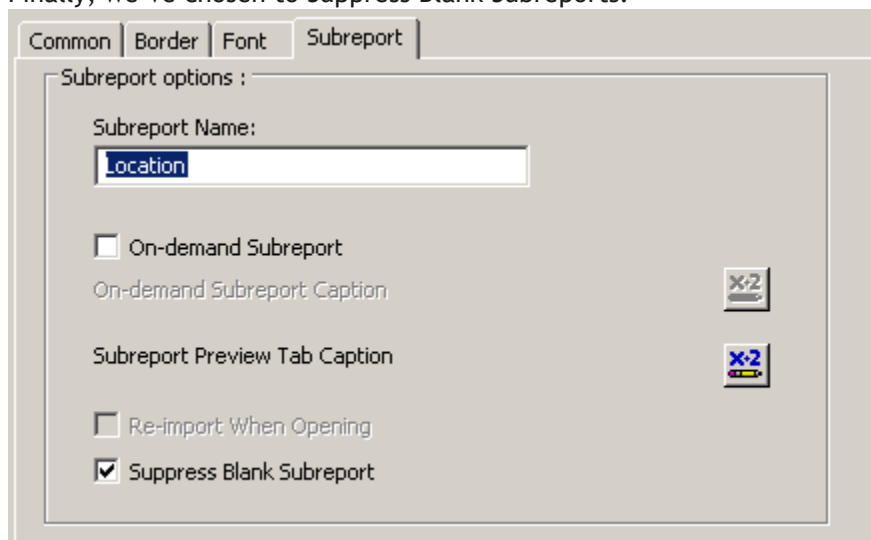 Finally, we've chosen to Suppress Blank Subreports.
Common Border Font Subreport
Subreport options :
Subreport Name:
Location
On-demand Subreport
On-demand Subreport Caption
X+2
Subreport Preview Tab Caption
X+2
Re-import When Opening
Suppress Blank Subreport